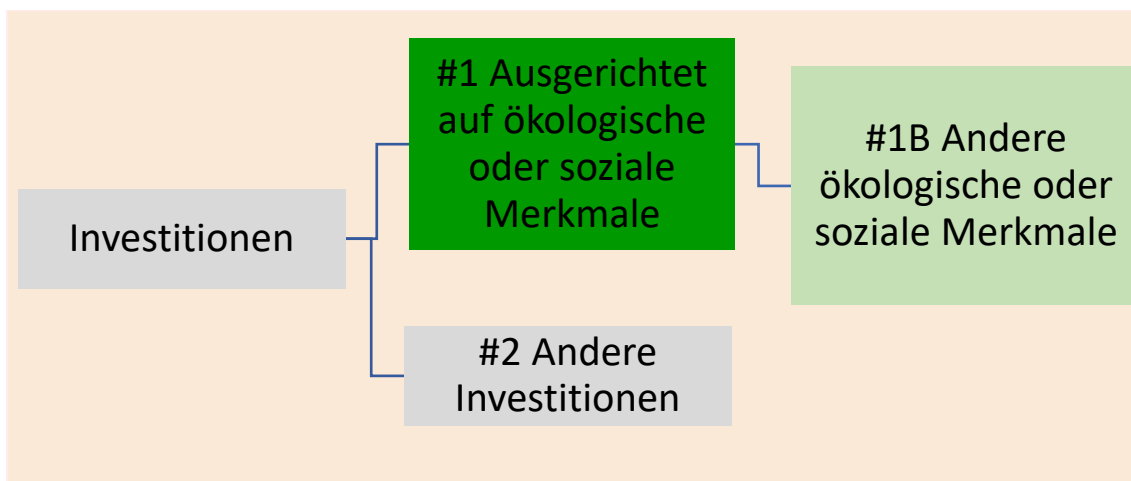 Investitionen
#1 Ausgerichtet
auf ökologische
oder soziale
Merkmale
#1B Andere
ökologische oder
soziale Merkmale
#2 Andere
Investitionen